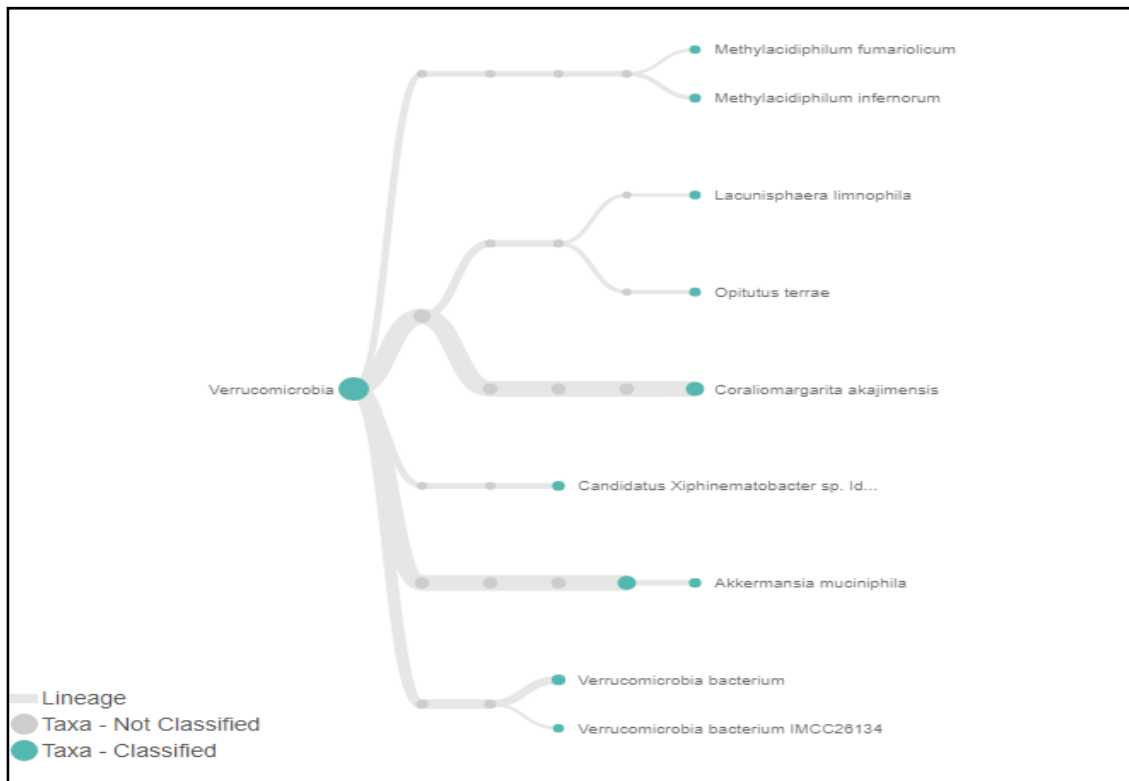 Methylacidiphilum fumariolicum
Methylacidiphilum infernorum
Lacunisphaera limnophila
Opitutus terrae
Verrucomicrobia
Coraliomargarita akajimensis
Candidatus Xiphinematobacter sp. Id...
Akkermansia muciniphila
Verrucomicrobia bacterium
Verrucomicrobia bacterium IMCC26134
Lineage
Taxa - Not Classified
Taxa - Classified